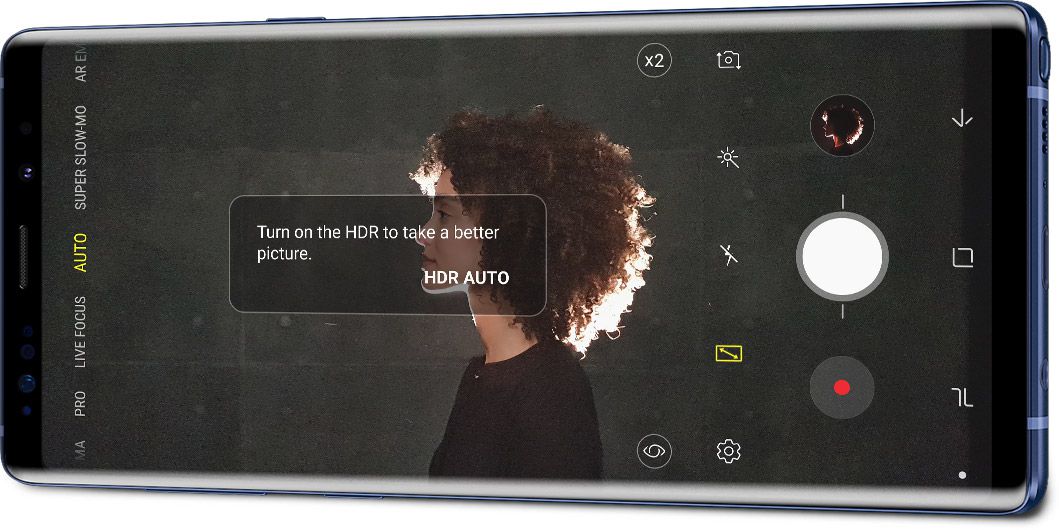 AR EM
SUPER SLOW-MO
AUTO
LIVE FOCUS
PRO
MA
Turn on the HDR to take a better
picture.
HDR AUTO
x2